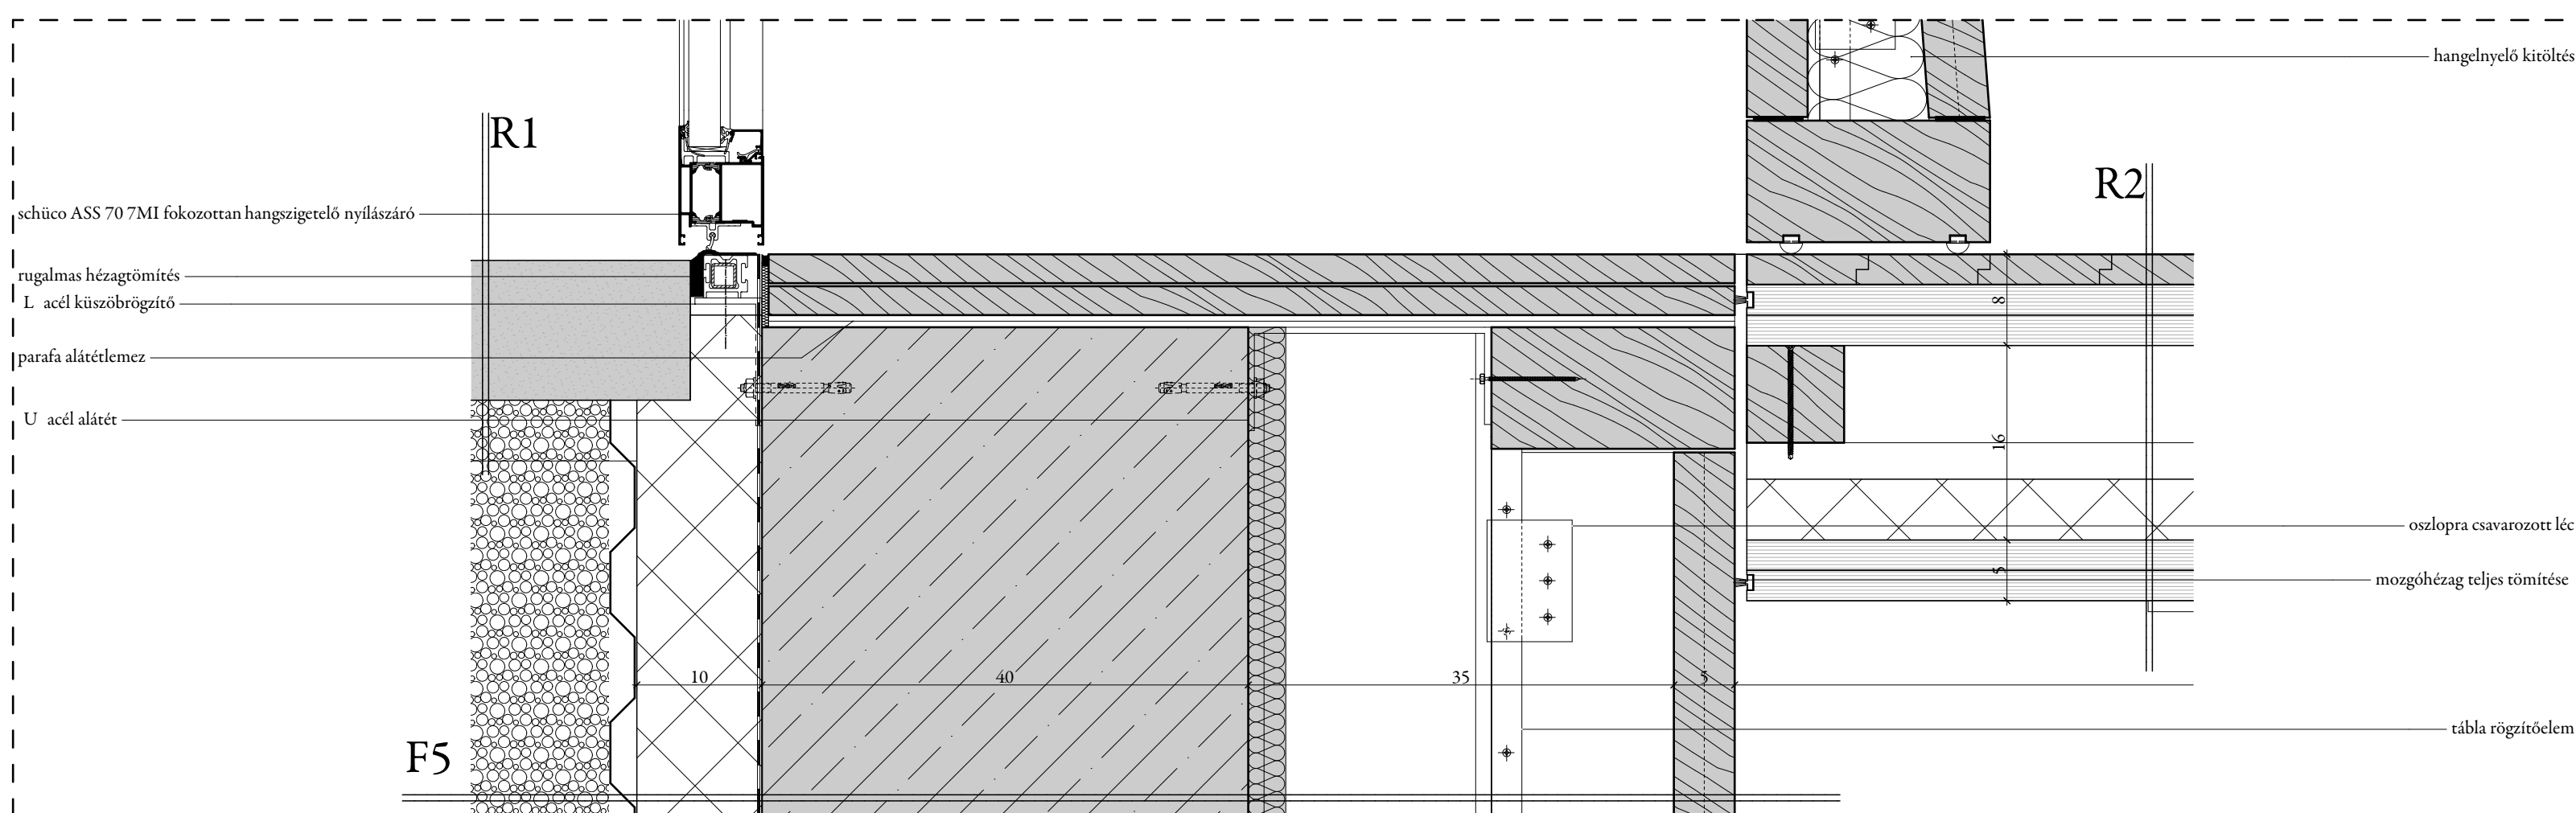 hangelnyelő kitöltés
R1
R2
schüco ASS 70 7MI fokozottan hangszigetelő nyílászáró
rugalmas hézagtömítés
L acél küszöbrögzítő
8
parafa alátétlemez
U acél alátét
16
oszlopra csavarozott léc
5
mozgóhézag teljes tömítése
10
40
35
5
tábla rögzítőelem
F5